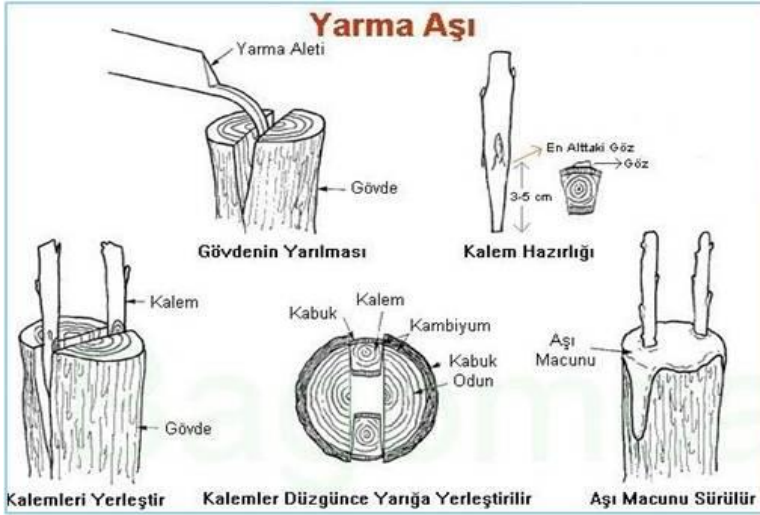 Yarma Aşı
Yarma Aleti
Gövde
Gövdenin Yarılması
En Alttaki Göz
Göz
3-5 cm
Kalem Hazırlığı
Kalem
Gövde
Kalemleri Yerleştir
Kabuk
Kalem
Kambiyum
Kabuk
Odun
Kalemler Düzgünce Yarığa Yerleştirilir
Aşı
Macunu
Aşı Macunu Sürülür